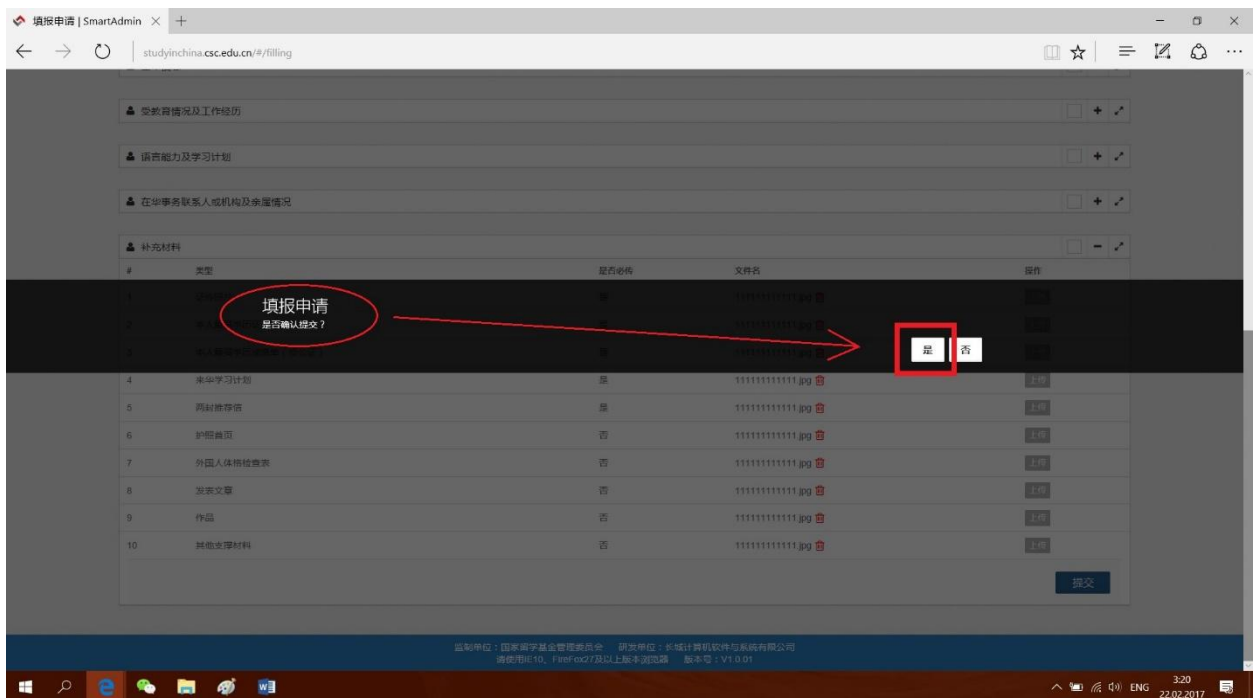 填报申请 | SmartAdmin
studyinchina.csc.edu.cn/#/filling
受教育情况及工作经历
语言能力及学习计划
在华事务联系人或机构及亲属情况
补充材料
# 类型 是否必传 文件名 操作
填报申请
是否确认提交？
是 否
4 来华学习计划 是 111111111111.jpg 上传
5 两封推荐信 是 111111111111.jpg 上传
6 护照首页 否 111111111111.jpg 上传
7 外国人体格检查表 否 111111111111.jpg 上传
8 发表文章 否 111111111111.jpg 上传
9 作品 否 111111111111.jpg 上传
10 其他支撑材料 否 111111111111.jpg 上传
提交
监制单位：国家留学基金管理委员会 研发单位：长城计算机软件与系统有限公司
请使用IE10、FireFox27及以上版本浏览器 版本号：V1.0.01
ENG
3:20
22.02.2017